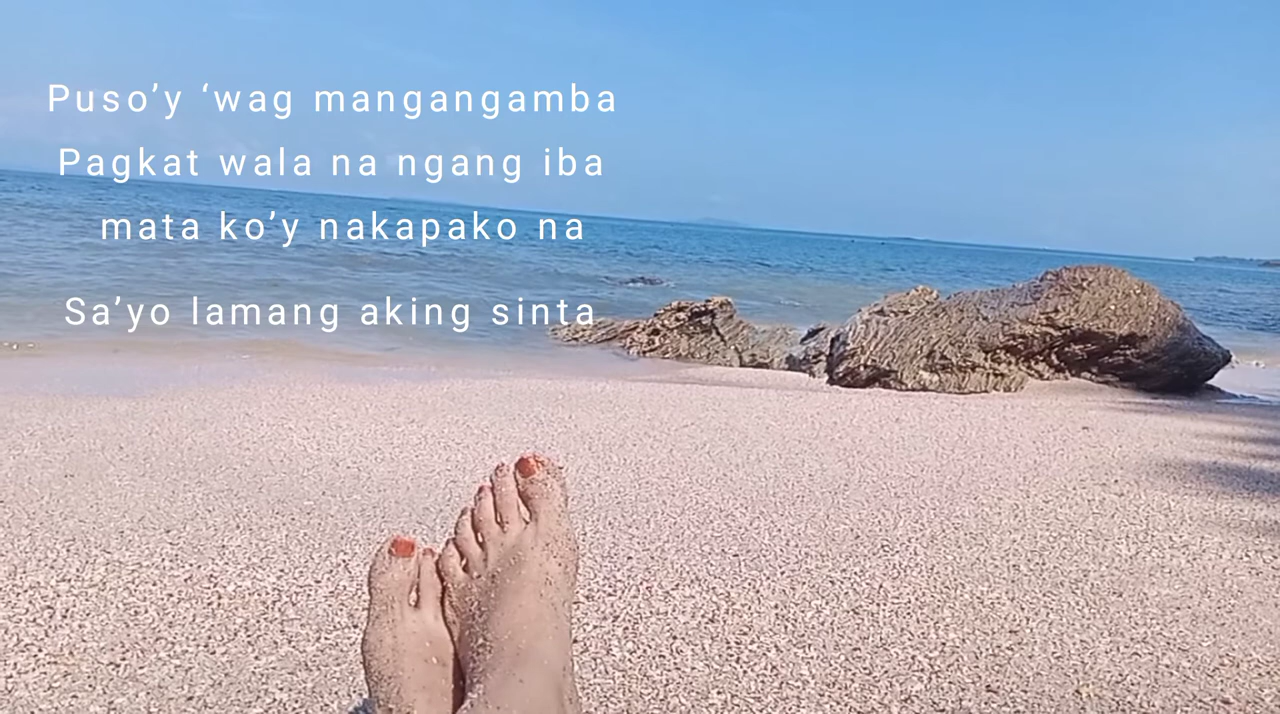 Puso’y ‘wag mangangamba
Pagkat wala na ngang iba
mata ko’y nakapako na
Sa’yo lamang aking sinta